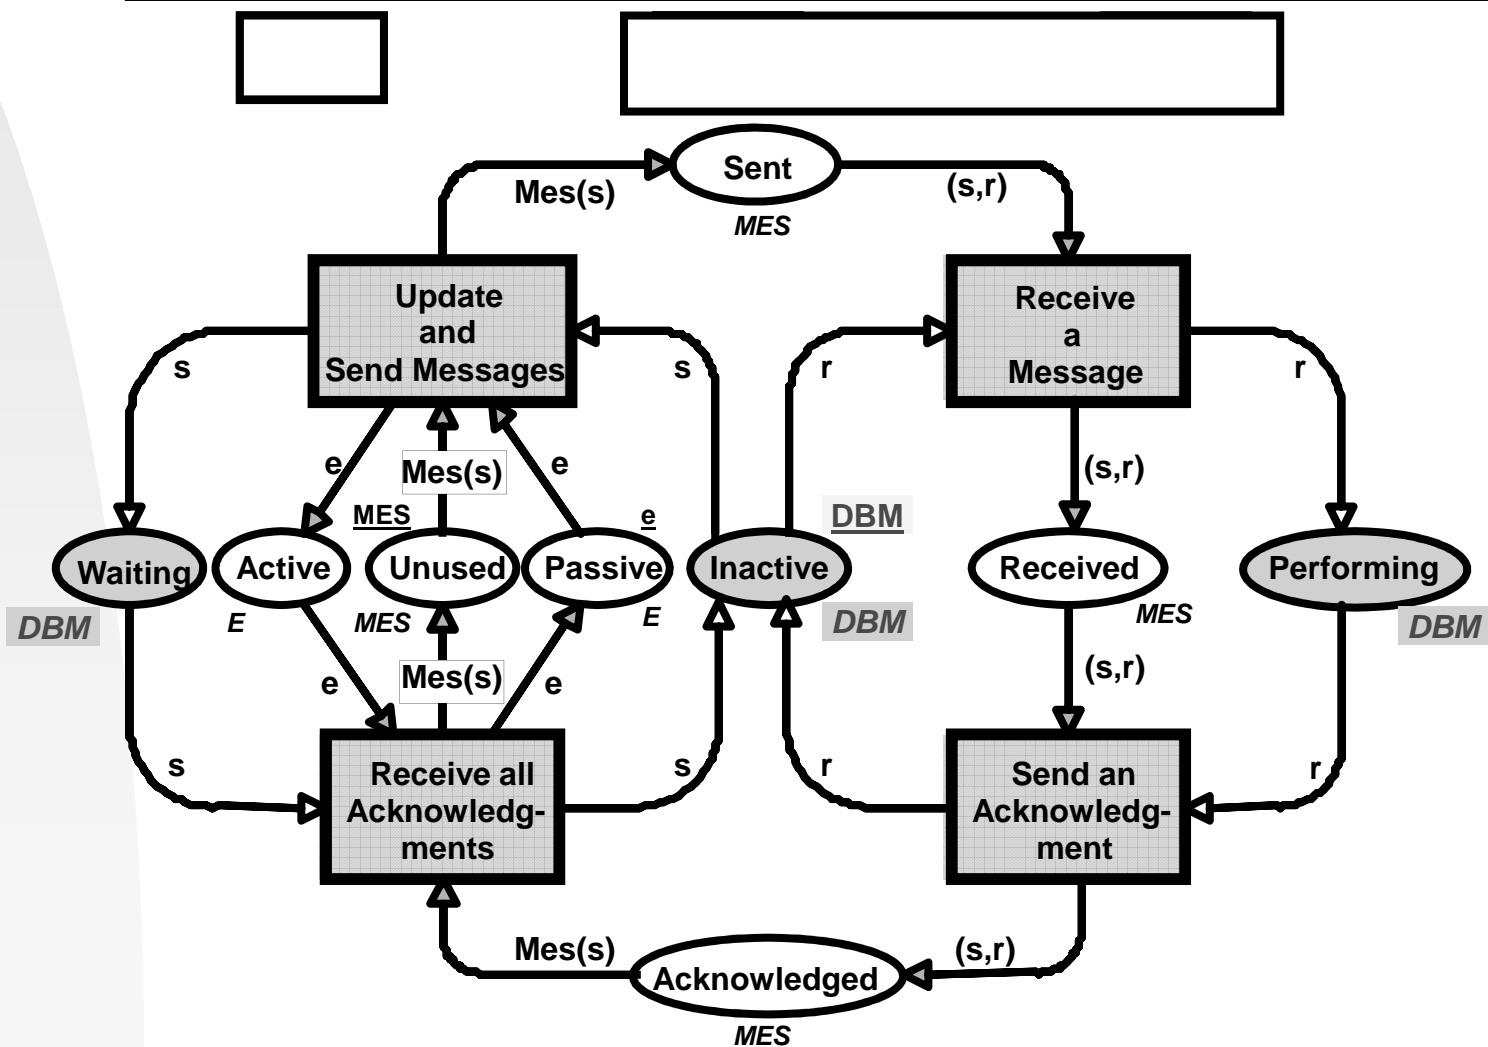 Sent
Mes(s)
(s,r)
MES
Update
and
Send Messages
Receive
a
Message
s
s
r
r
e
Mes(s)
e
(s,r)
MES
e
DBM
Waiting
Active
Unused
Passive
Inactive
Received
Performing
DBM
E
MES
E
DBM
MES
DBM
e
Mes(s)
e
(s,r)
s
s
r
r
Receive all
Acknowledg-
ments
Send an
Acknowledg-
ment
Mes(s)
(s,r)
Acknowledged
MES